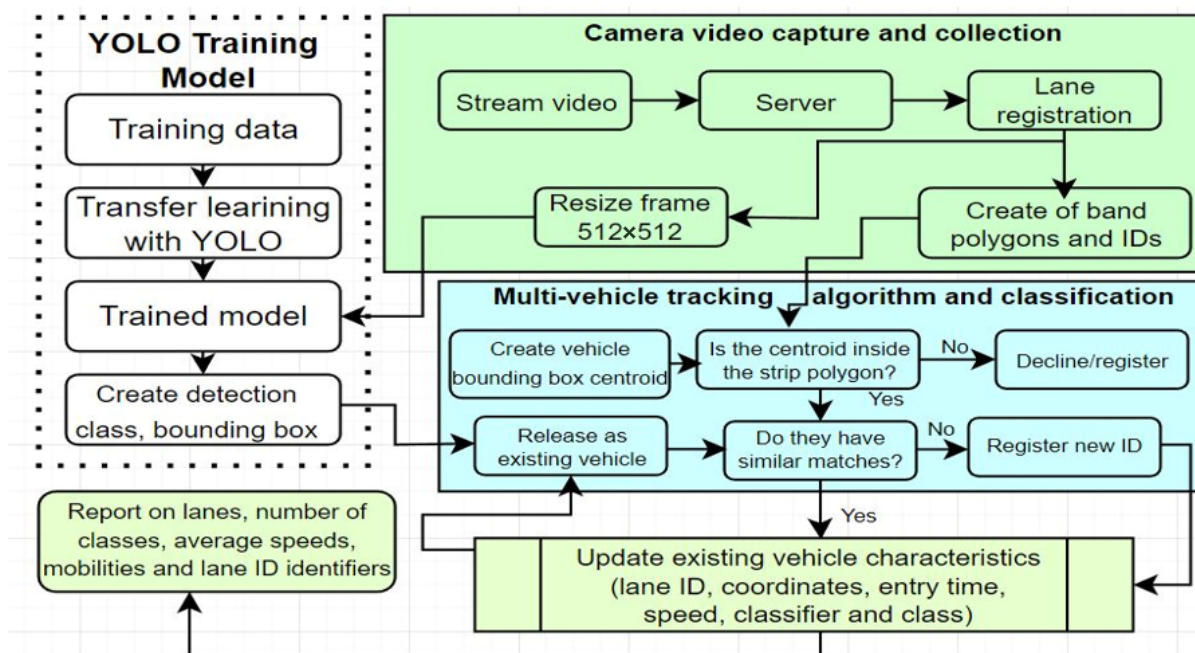 YOLO Training
Model
Training data
Transfer learining
with YOLO
Trained model
Create detection
class, bounding box
Camera video capture and collection
Stream video
Server
Lane
registration
Resize frame
512×512
Create of band
polygons and IDs
Multi-vehicle tracking algorithm and classification
Create vehicle
bounding box centroid
Is the centroid inside
the strip polygon?
No
Decline/register
Yes
Release as
existing vehicle
Do they have
similar matches?
No
Register new ID
Yes
Report on lanes, number of
classes, average speeds,
mobilities and lane ID identifiers
Update existing vehicle characteristics
(lane ID, coordinates, entry time,
speed, classifier and class)